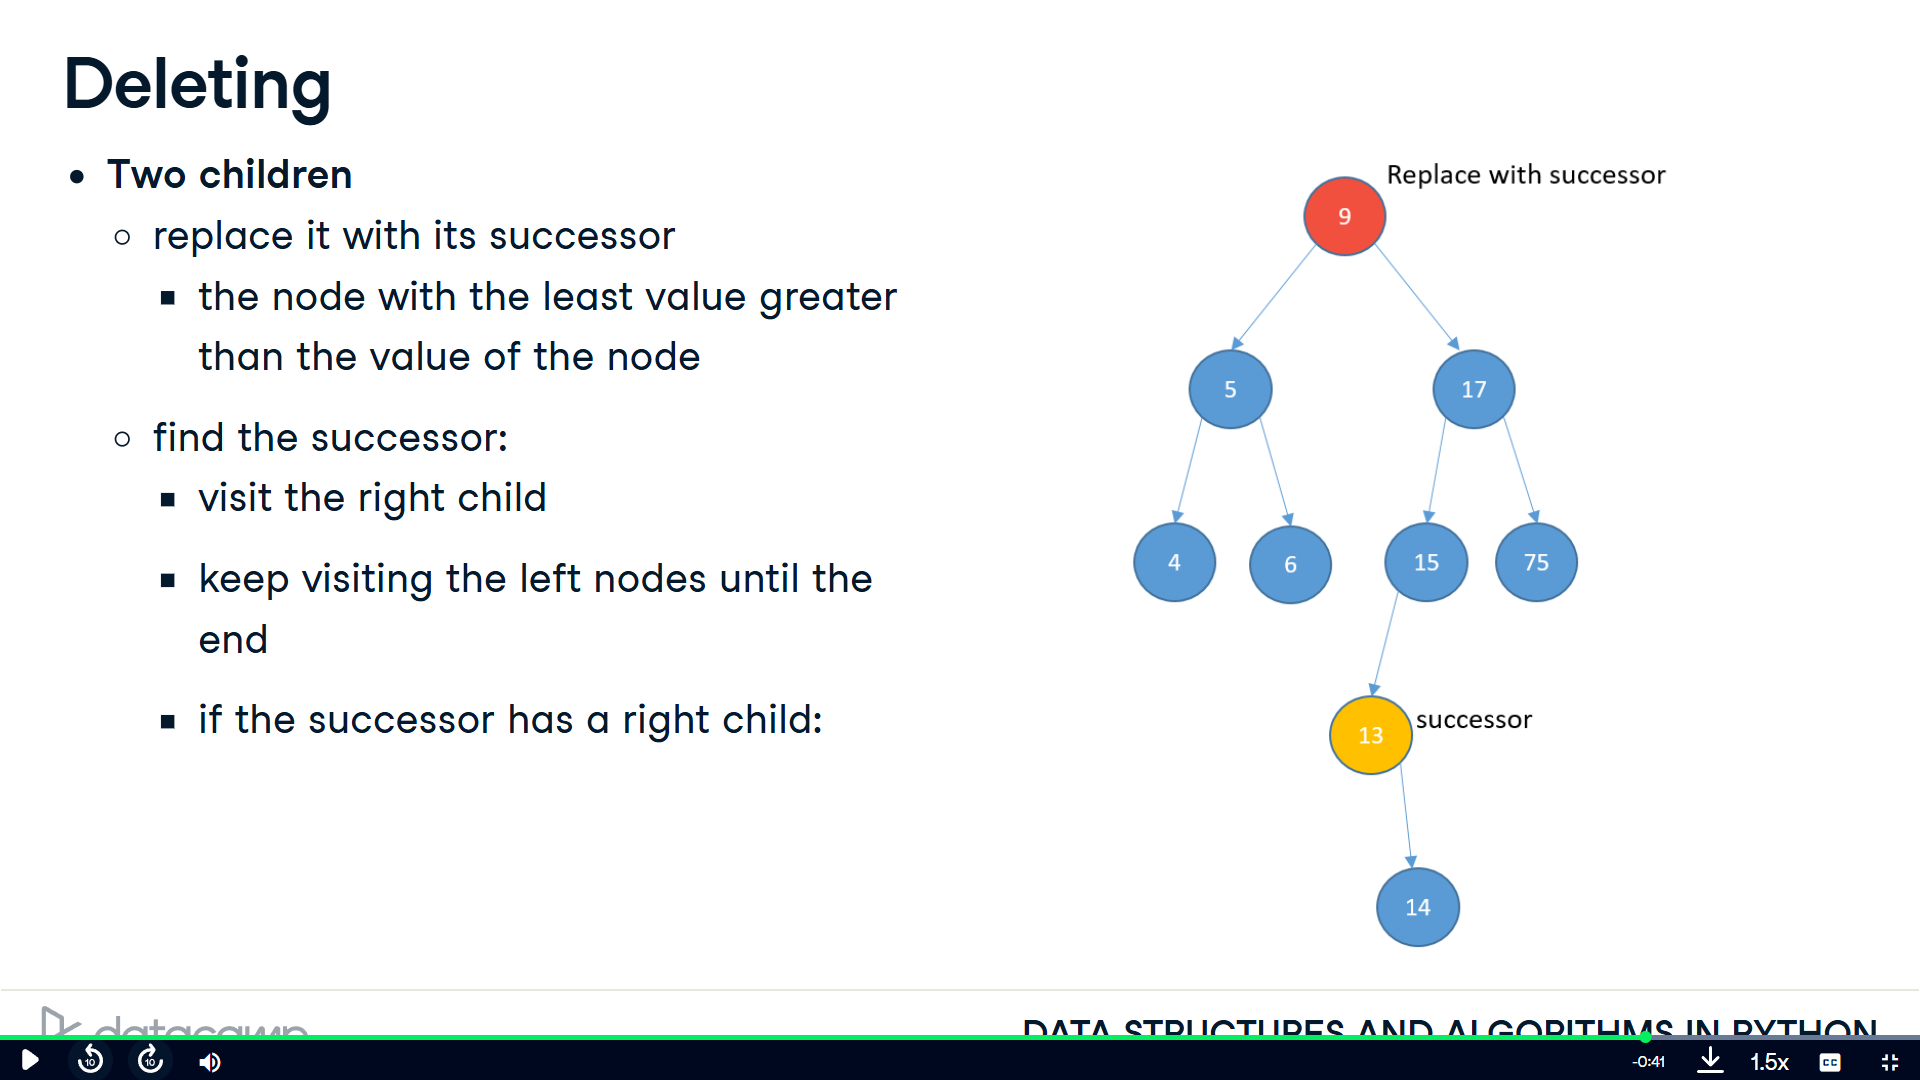 Deleting
Two children
replace it with its successor
the node with the least value greater
than the value of the node
find the successor:
visit the right child
keep visiting the left nodes until the
end
if the successor has a right child:
Replace with successor
9
5
17
4
6
15
75
13
successor
14
datacamp
DATA STRUCTURES AND ALGORITHMS IN PYTHON
10
10
-0:41
1.5x
CC